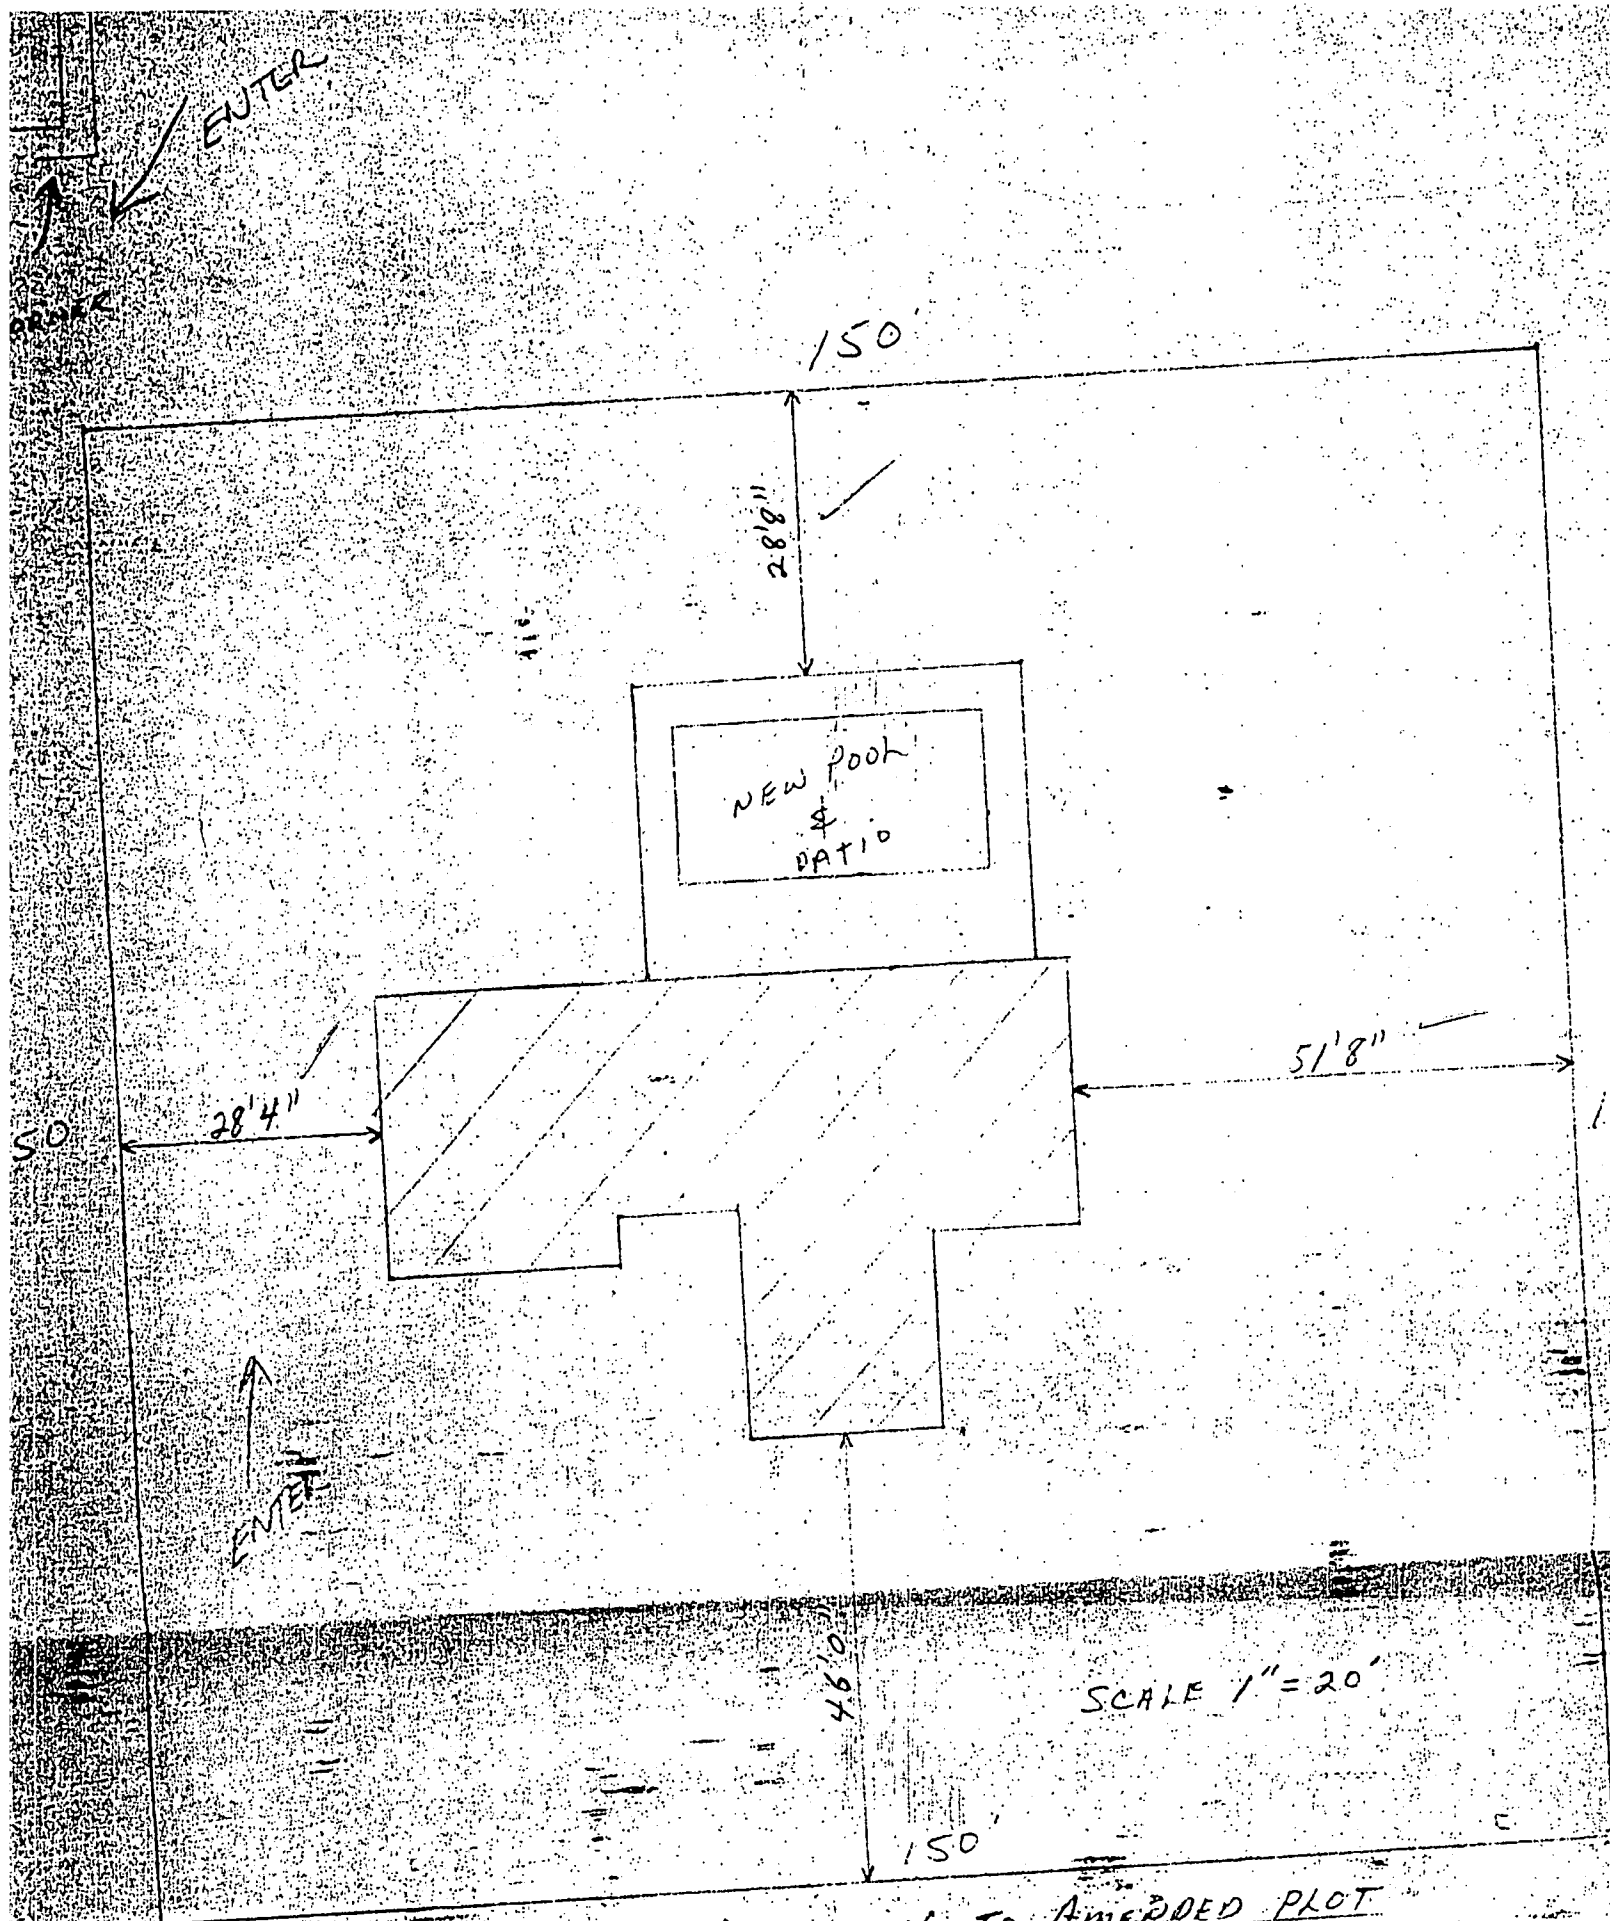 ENTER
150'
28'8"
NEW POOL
&
PATIO
51'8"
28'4"
50
ENTER
46'0"
SCALE 1"=20'
150'
TO AMENDED PLOT